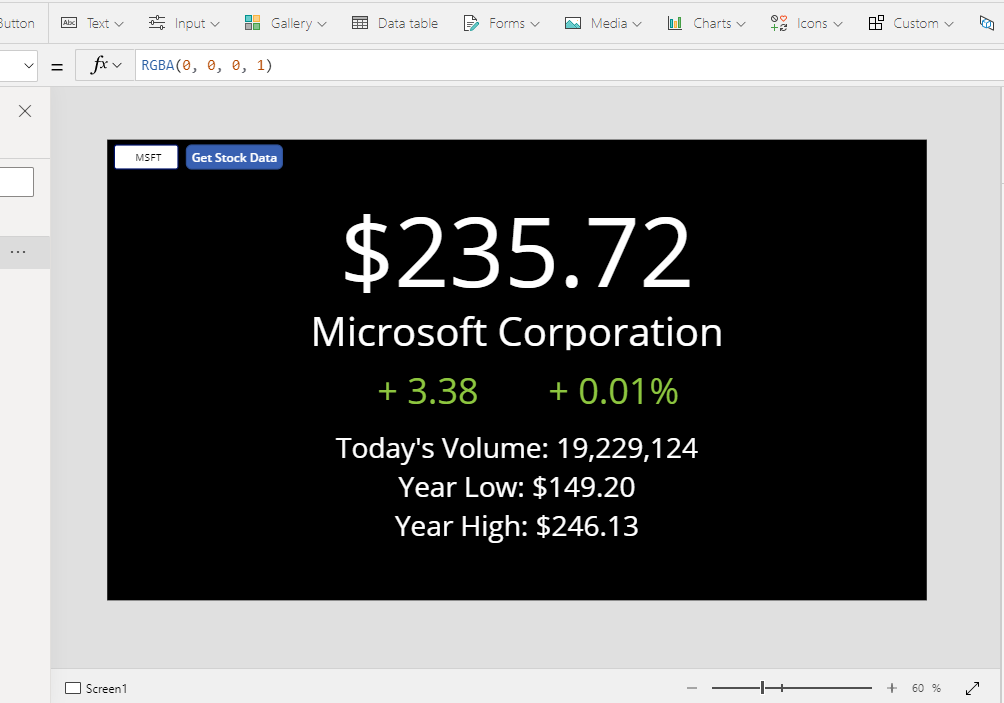 utton Abc Text Input Gallery Data table Forms Media Charts Icons Custom
= fx RGBA(0, 0, 0, 1)
MSFT Get Stock Data
$235.72
Microsoft Corporation
+ 3.38 + 0.01%
Today's Volume: 19,229,124
Year Low: $149.20
Year High: $246.13
Screen1 60 %